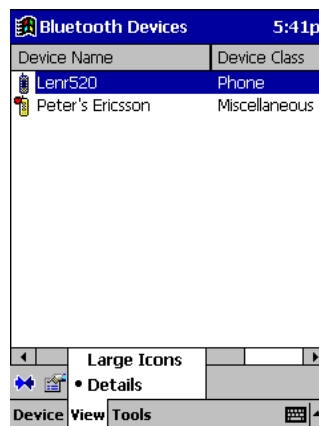 Bluetooth Devices 5:41p
Device Name Device Class
Lenr520 Phone
Peter's Ericsson Miscellaneous
Large Icons
• Details
Device View Tools